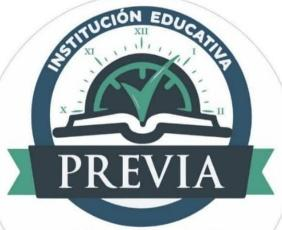 INSTITUCIÓN EDUCATIVA
XII
XI I
X II
PREVIA